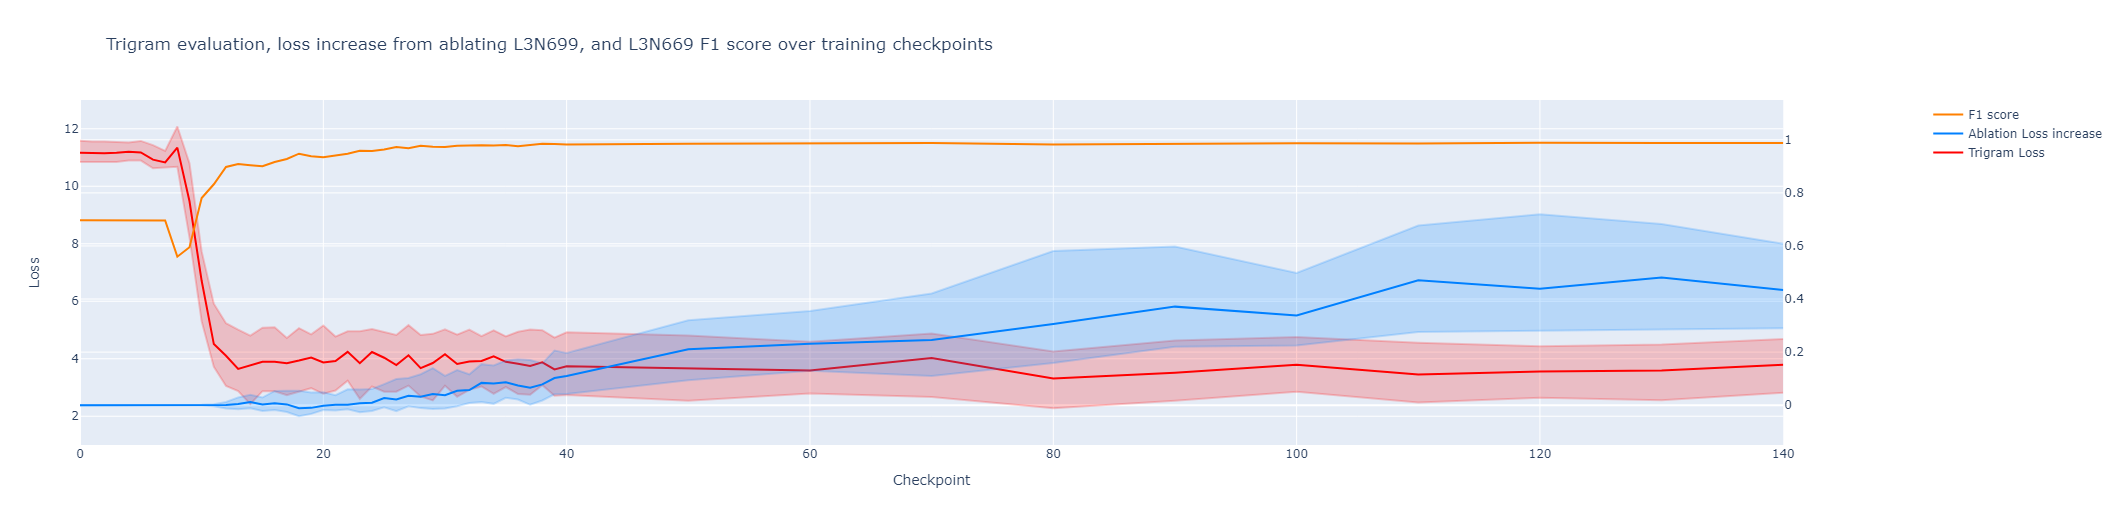 Trigram evaluation, loss increase from ablating L3N699, and L3N669 F1 score over training checkpoints
F1 score
Ablation Loss increase
Trigram Loss
12
10
8
6
4
2
Loss
1
0.8
0.6
0.4
0.2
0
0 20 40 60 80 100 120 140
Checkpoint